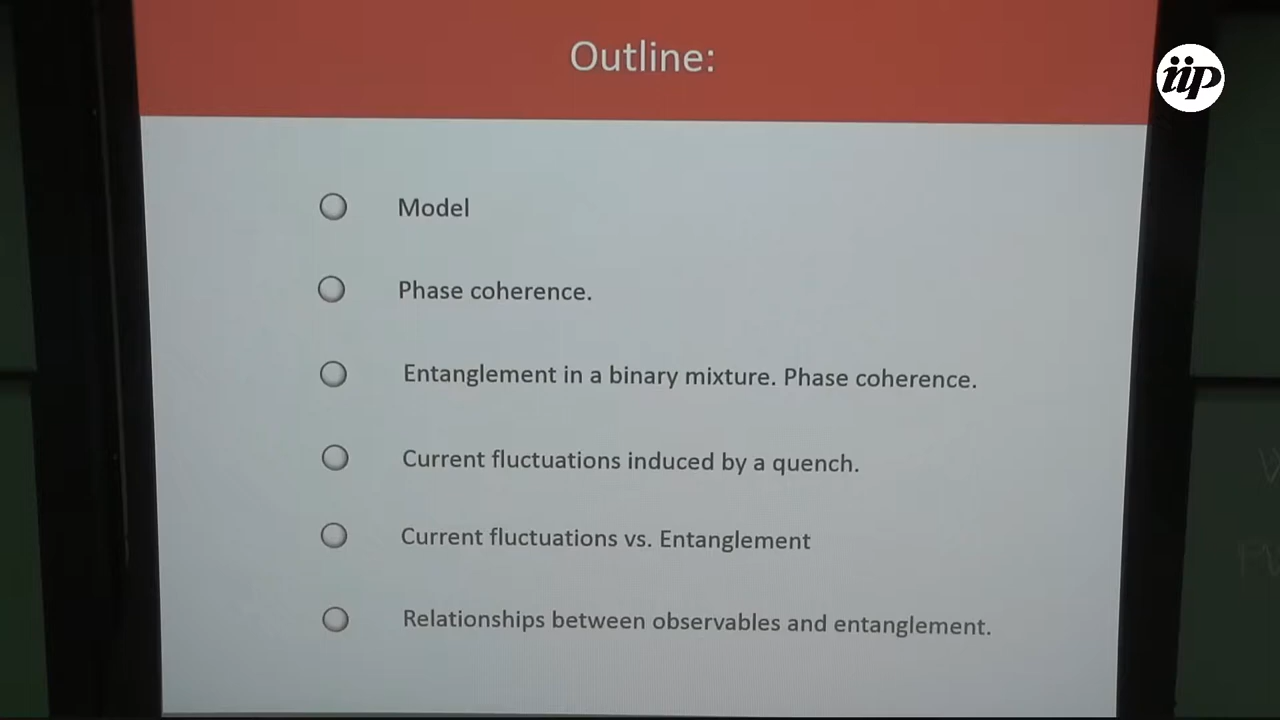 Outline:
iip
Model
Phase coherence.
Entanglement in a binary mixture. Phase coherence.
Current fluctuations induced by a quench.
Current fluctuations vs. Entanglement
Relationships between observables and entanglement.